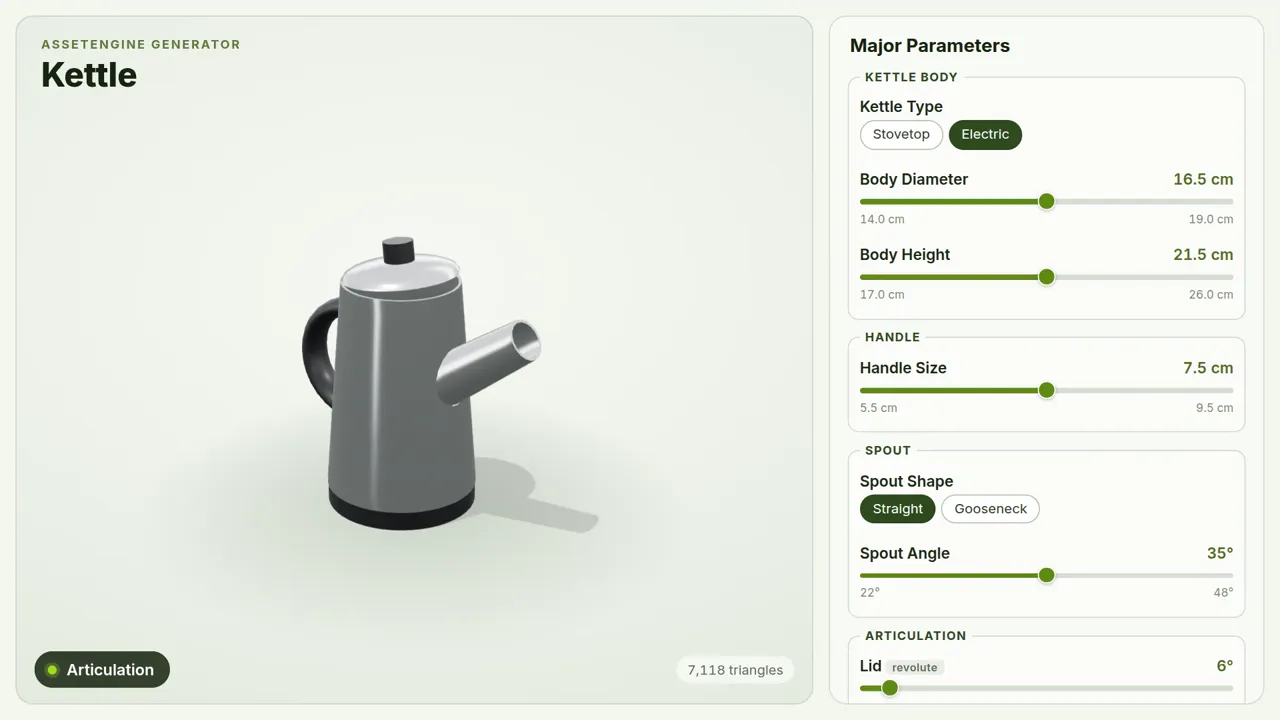 ASSETENGINE GENERATOR
Kettle
Articulation
7,118 triangles
Major Parameters
KETTLE BODY
Kettle Type
Stovetop Electric
Body Diameter 16.5 cm
14.0 cm 19.0 cm
Body Height 21.5 cm
17.0 cm 26.0 cm
HANDLE
Handle Size 7.5 cm
5.5 cm 9.5 cm
SPOUT
Spout Shape
Straight Gooseneck
Spout Angle 35°
22° 48°
ARTICULATION
Lid revolute 6°